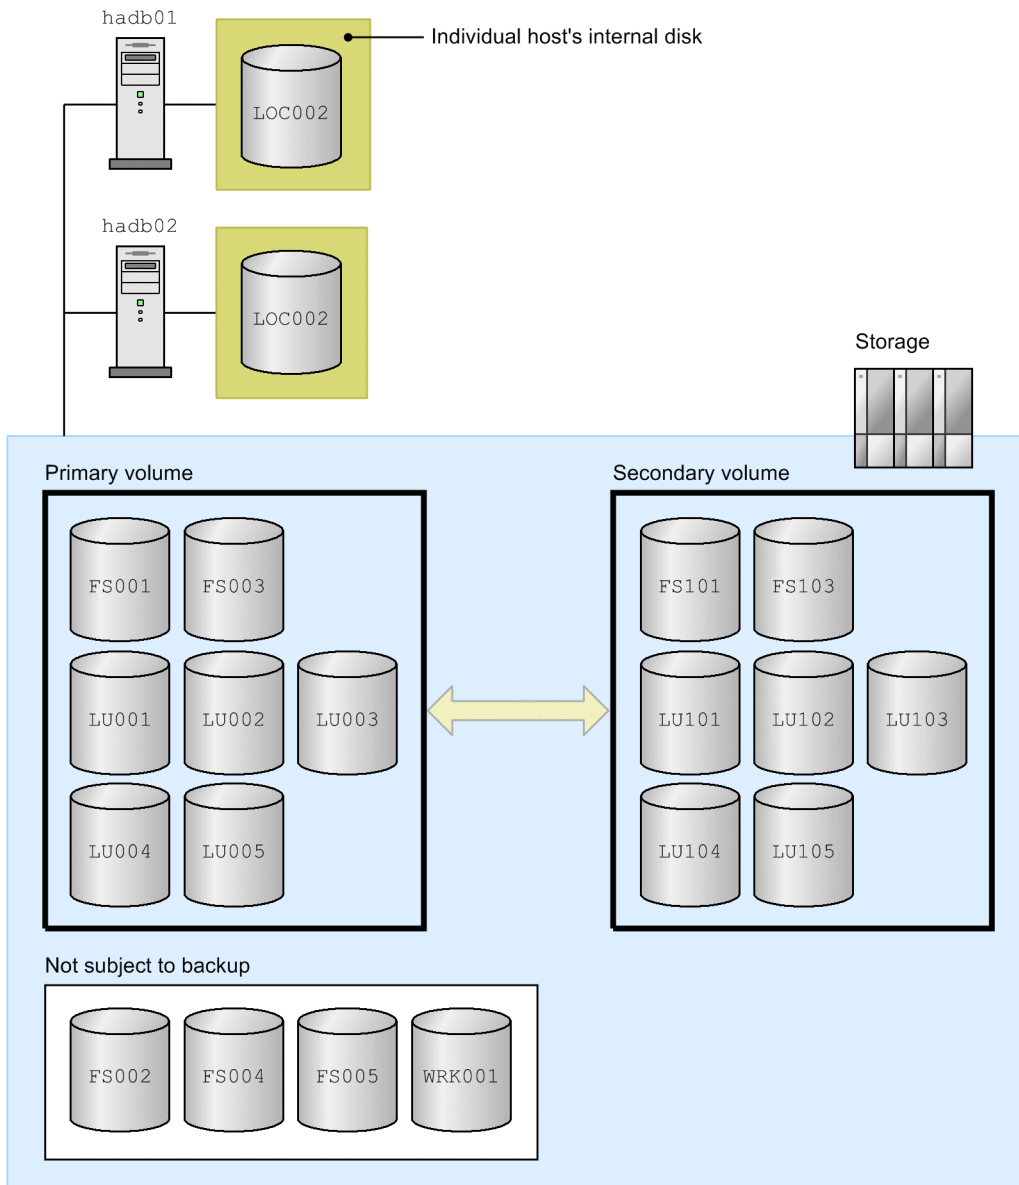 hadb01
Individual host's internal disk
LOC002
hadb02
LOC002
Storage
Primary volume
Secondary volume
FS001 FS003
FS101 FS103
LU001 LU002 LU003
LU101 LU102 LU103
LU004 LU005
LU104 LU105
Not subject to backup
FS002 FS004 FS005 WRK001